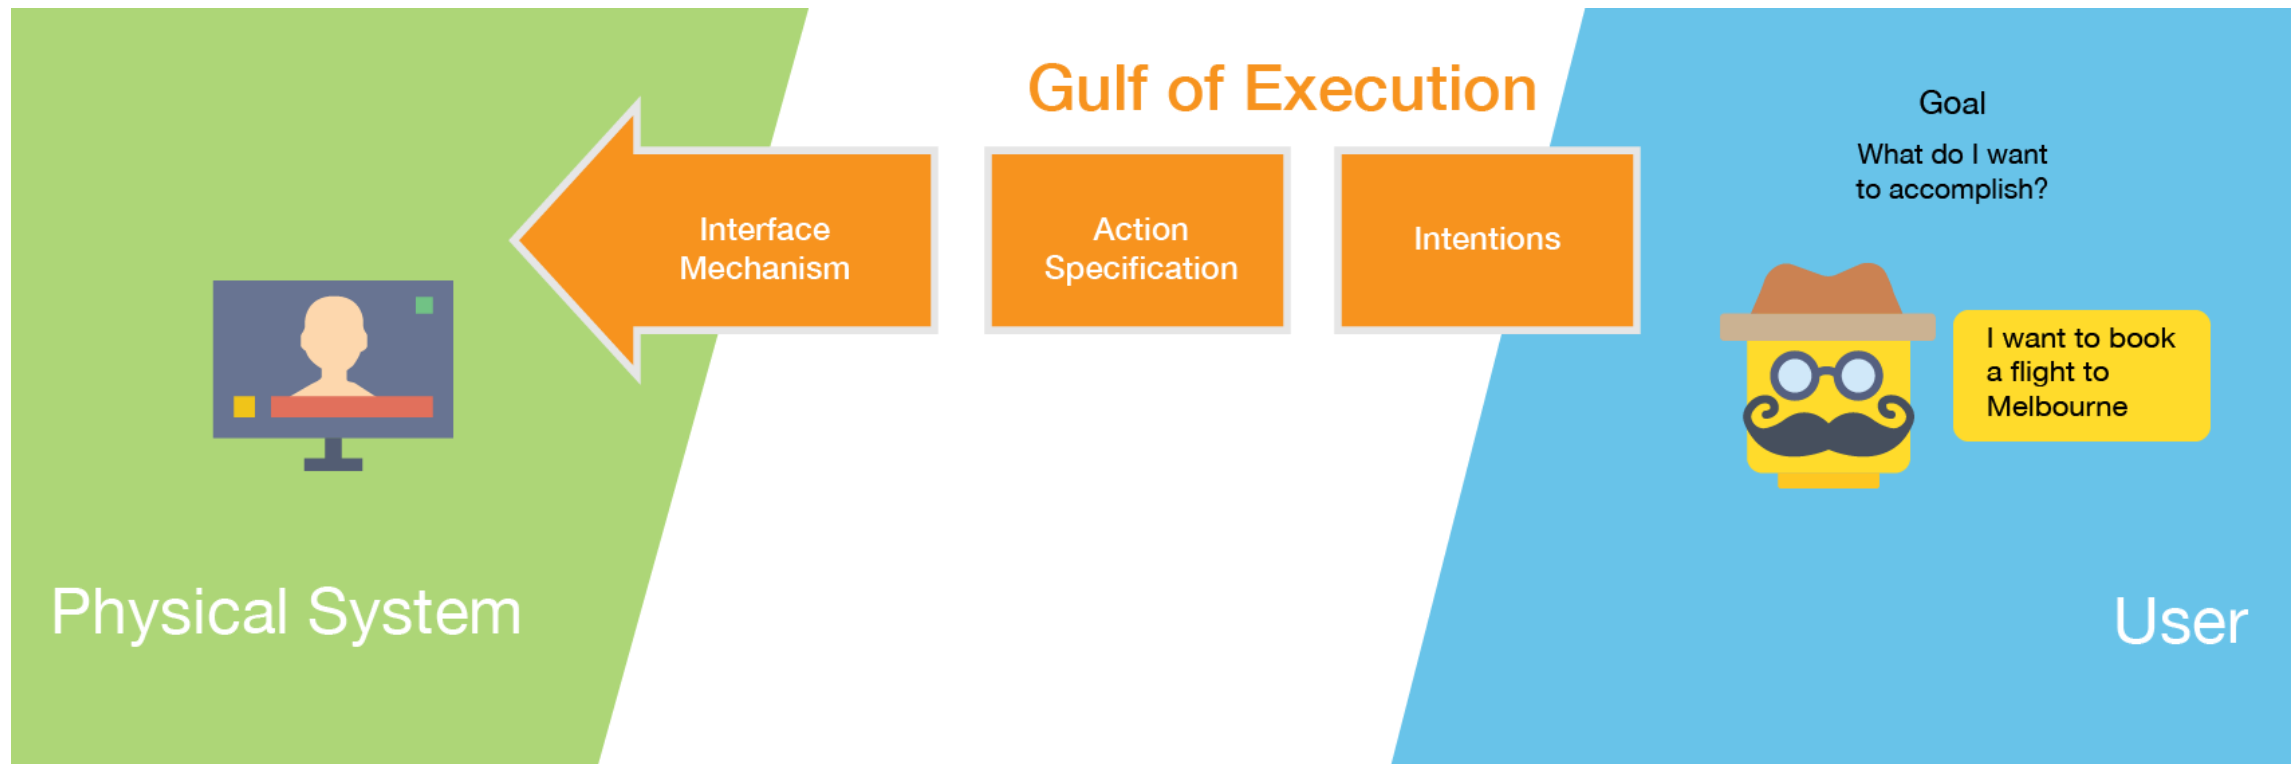 Gulf of Execution
Goal
What do I want
to accomplish?
Interface
Mechanism
Action
Specification
Intentions
I want to book
a flight to
Melbourne
Physical System
User